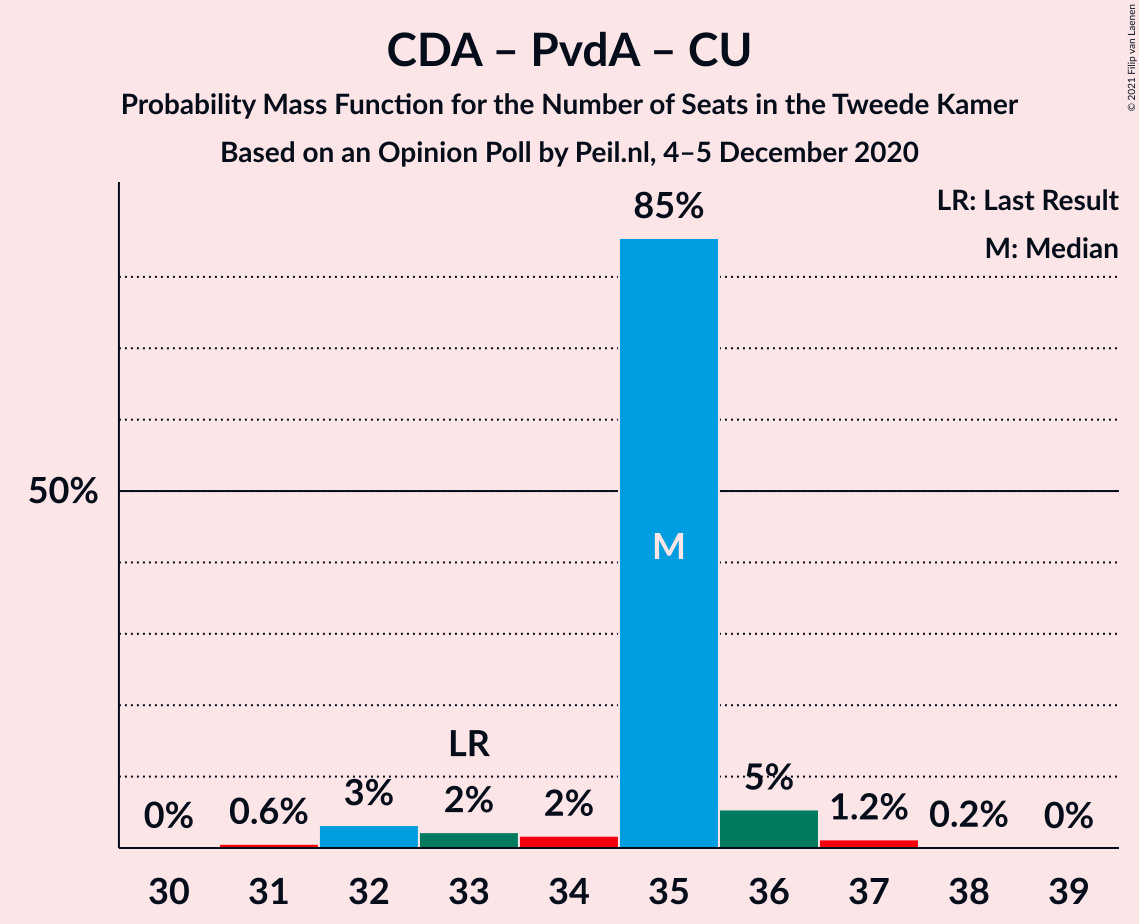 CDA – PvdA – CU
Probability Mass Function for the Number of Seats in the Tweede Kamer
Based on an Opinion Poll by Peil.nl, 4–5 December 2020
© 2021 Filip van Laenen
LR: Last Result
M: Median
85%
50%
M
LR
0%
0.6%
3%
2%
2%
5%
1.2%
0.2%
0%
30 31 32 33 34 35 36 37 38 39